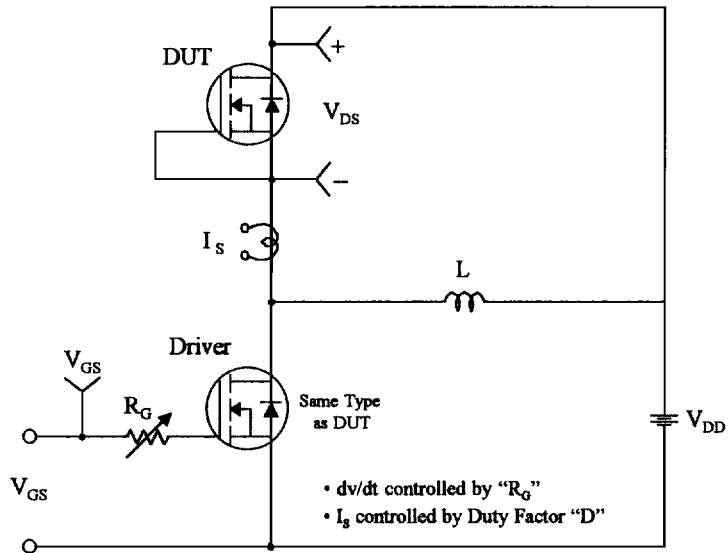 DUT
+
V_DS
−
I_S
L
Driver
V_GS
R_G
Same Type
as DUT
V_DD
V_GS
• dv/dt controlled by “R_G”
• I_S controlled by Duty Factor “D”